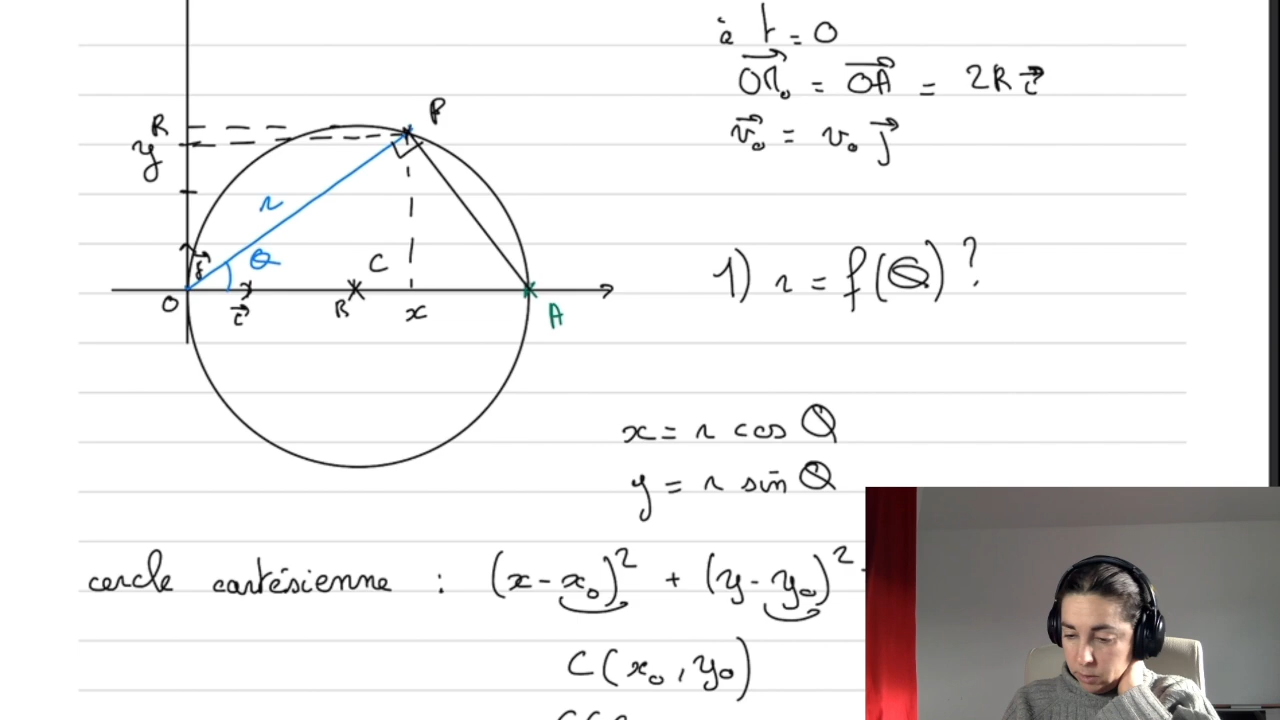 à t = 0
OM₀ = OA = 2R i
v₀ = v₀ j
R
P
y
r
θ
C
j
O
i
R
x
A
1) r = f(θ) ?
x = r cos θ
y = r sin θ
cercle cartésienne : (x - x₀)² + (y - y₀)²
C(x₀, y₀)